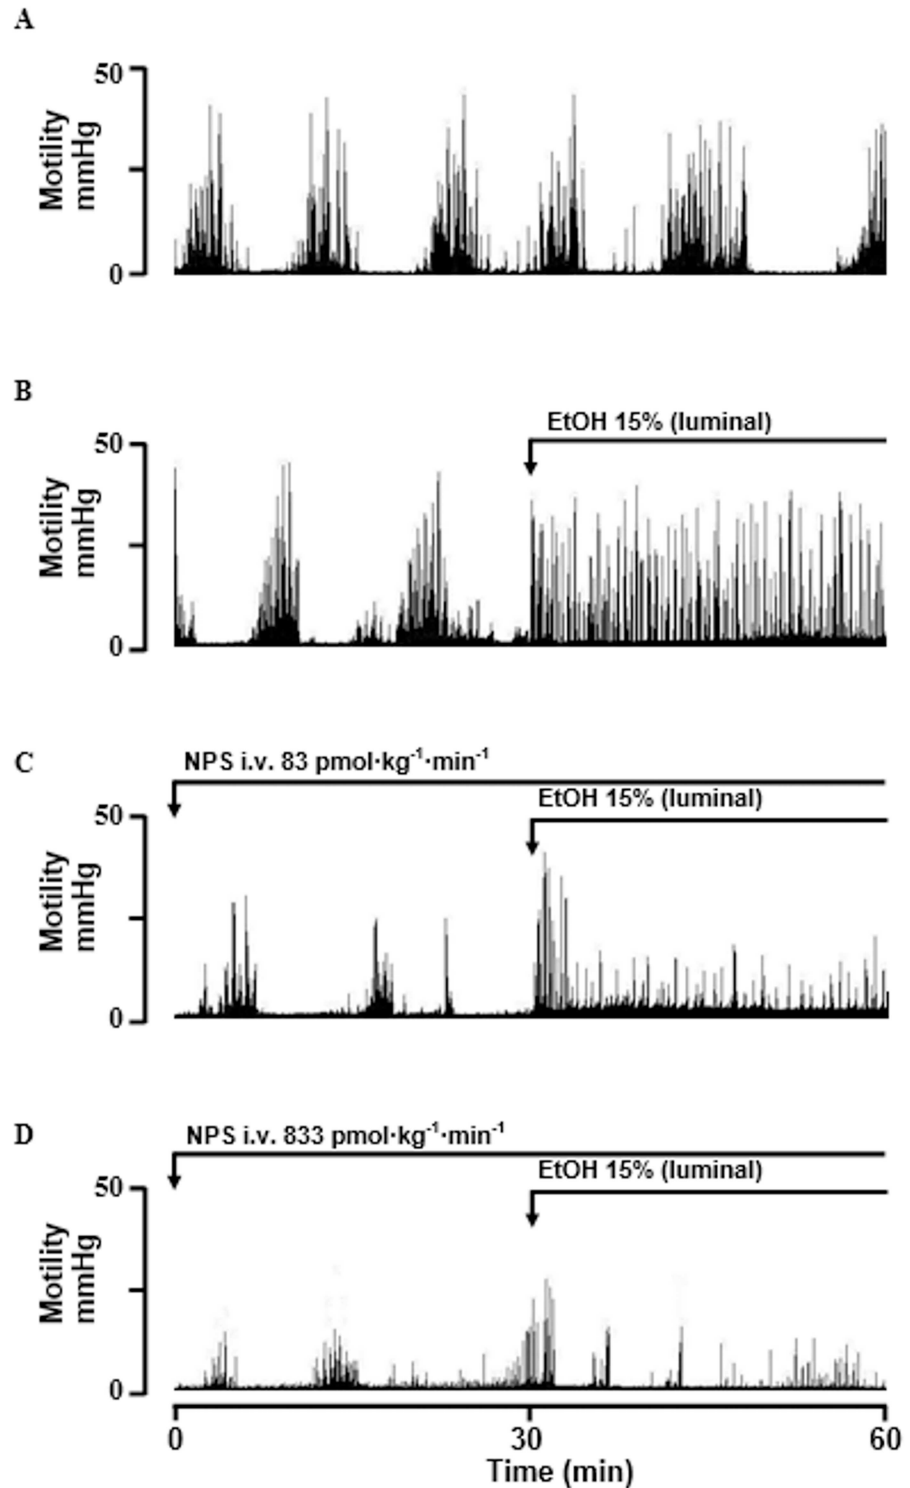 A
50
Motility
mmHg
0
B
EtOH 15% (luminal)
50
Motility
mmHg
0
C
NPS i.v. 83 pmol·kg⁻¹·min⁻¹
EtOH 15% (luminal)
50
Motility
mmHg
0
D
NPS i.v. 833 pmol·kg⁻¹·min⁻¹
EtOH 15% (luminal)
50
Motility
mmHg
0
0 30 60
Time (min)